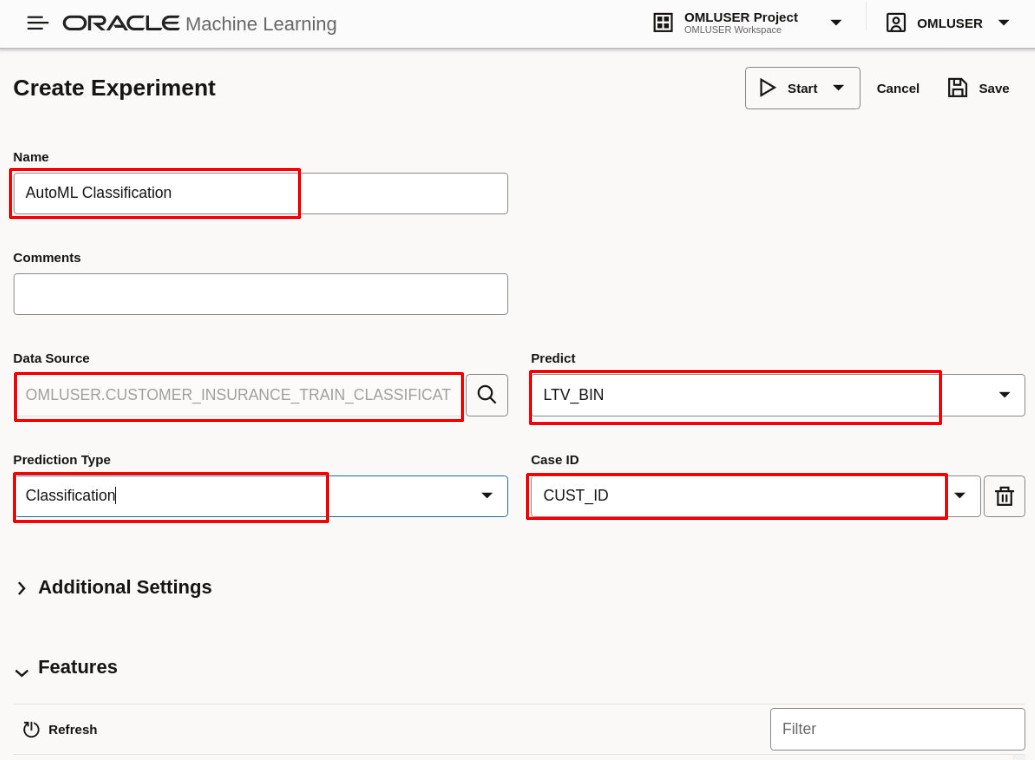 ORACLE Machine Learning
OMLUSER Project
OMLUSER Workspace
OMLUSER
Create Experiment
Start
Cancel
Save
Name
AutoML Classification
Comments
Data Source
Predict
OMLUSER.CUSTOMER_INSURANCE_TRAIN_CLASSIFICAT
LTV_BIN
Prediction Type
Case ID
Classification
CUST_ID
Additional Settings
Features
Refresh
Filter